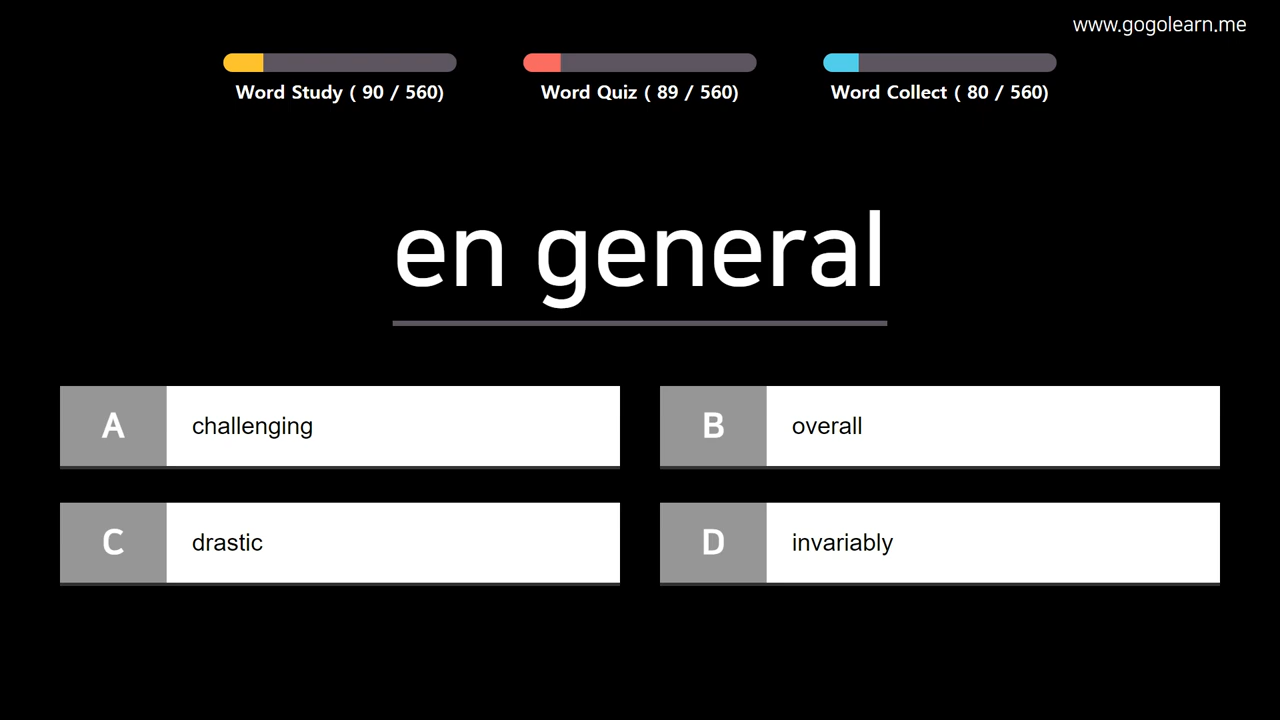 www.gogolearn.me
Word Study ( 90 / 560)
Word Quiz ( 89 / 560)
Word Collect ( 80 / 560)
en general
A challenging
B overall
C drastic
D invariably